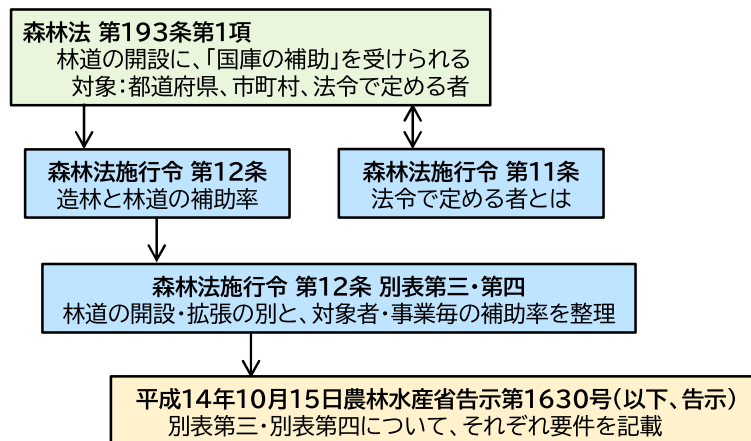 森林法 第193条第1項
林道の開設に、「国庫の補助」を受けられる
対象：都道府県、市町村、法令で定める者
森林法施行令 第12条
造林と林道の補助率
森林法施行令 第11条
法令で定める者とは
森林法施行令 第12条 別表第三・第四
林道の開設・拡張の別と、対象者・事業毎の補助率を整理
平成14年10月15日農林水産省告示第1630号（以下、告示）
別表第三・別表第四について、それぞれ要件を記載